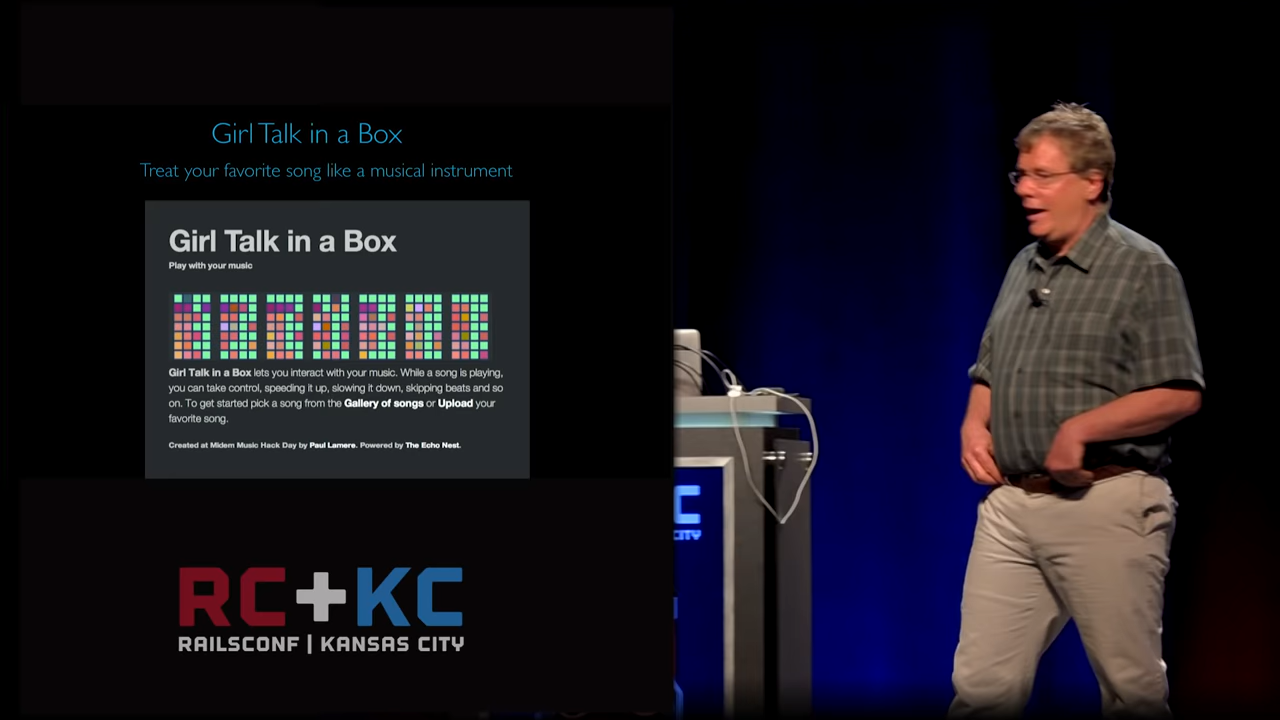 Girl Talk in a Box
Treat your favorite song like a musical instrument
Girl Talk in a Box
Play with your music
Girl Talk in a Box lets you interact with your music. While a song is playing,
you can take control, speeding it up, slowing it down, skipping beats and so
on. To get started pick a song from the Gallery of songs or Upload your
favorite song.
Created at Midem Music Hack Day by Paul Lamere. Powered by The Echo Nest.
RC+KC
RAILSCONF | KANSAS CITY
C
CITY